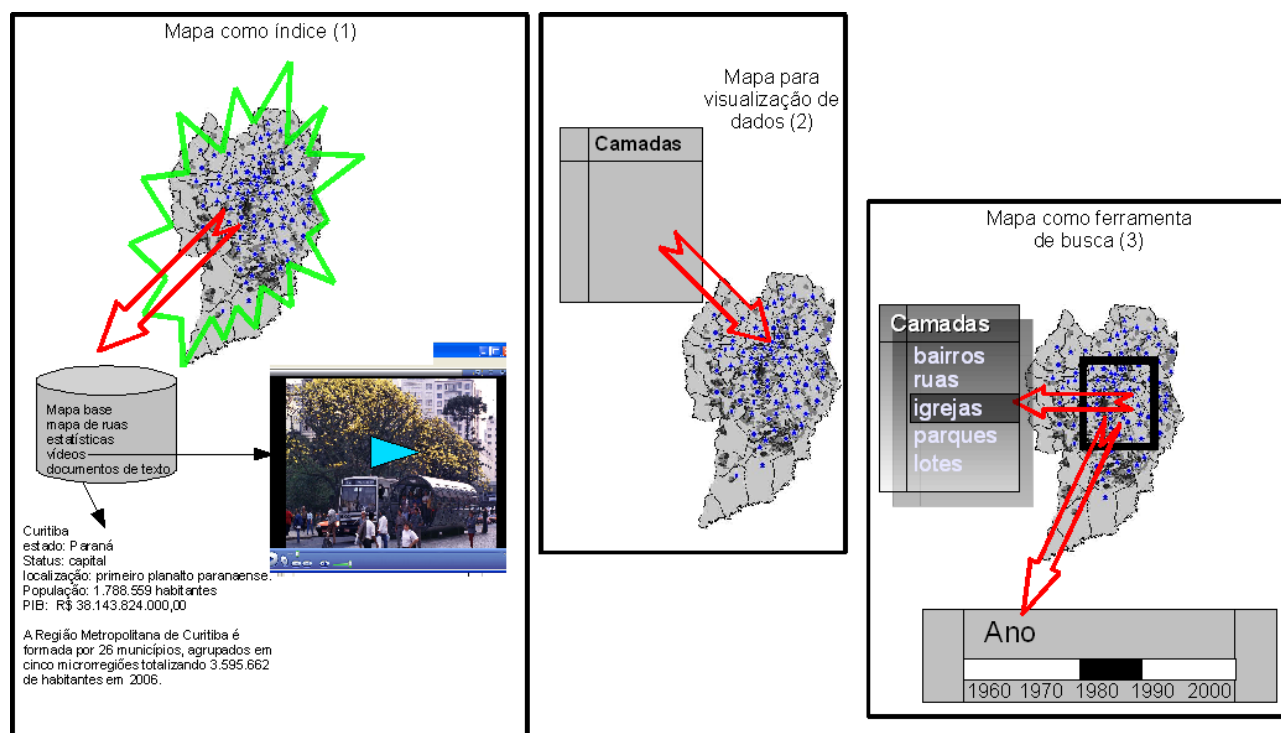 Mapa como índice (1)
Mapa base
mapa de ruas
estatísticas
vídeos
documentos de texto
Curitiba
estado: Paraná
Status: capital
localização: primeiro planalto paranaense.
População: 1.788.559 habitantes
PIB: R$ 38.143.824.000,00
A Região Metropolitana de Curitiba é
formada por 26 municípios, agrupados em
cinco microrregiões totalizando 3.595.662
de habitantes em 2006.
Mapa para
visualização de
dados (2)
Camadas
Mapa como ferramenta
de busca (3)
Camadas
bairros
ruas
igrejas
parques
lotes
Ano
1960 1970 1980 1990 2000